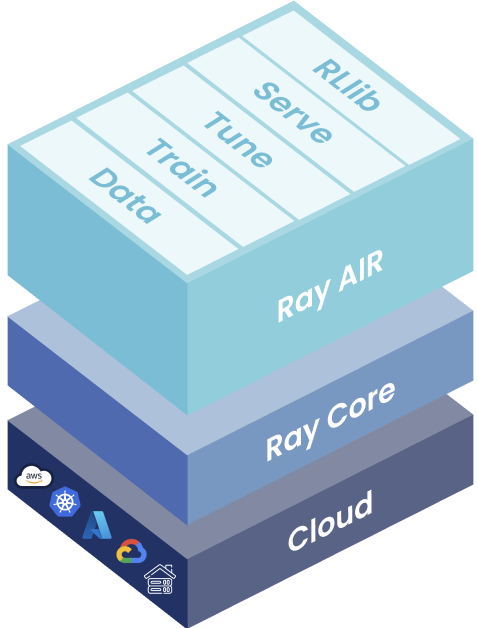 RLlib
Serve
Tune
Train
Data
Ray AIR
Ray Core
Cloud
aws